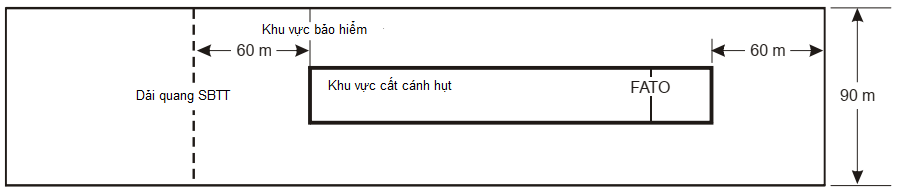 Khu vực bảo hiểm
60 m
60 m
Khu vực cất cánh hụt
FATO
Dải quang SBTT
90 m